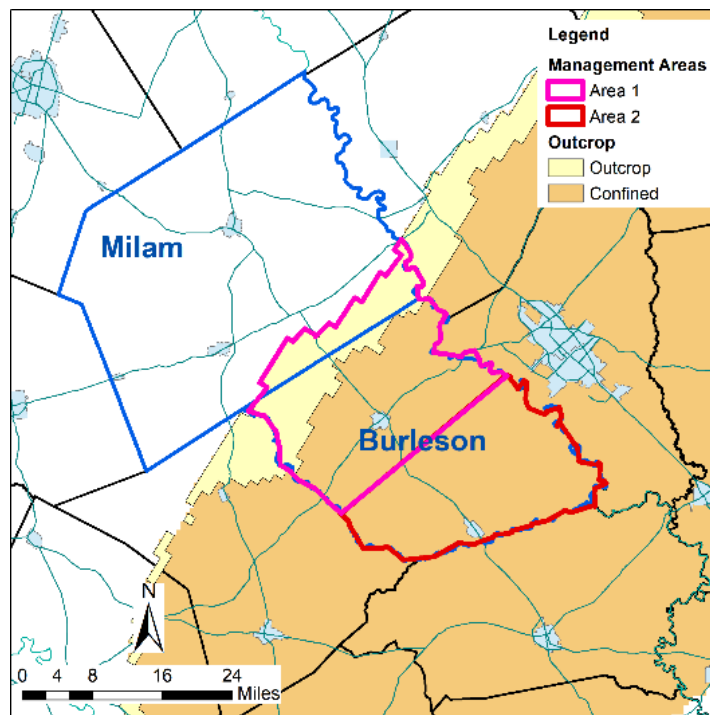 Legend
Management Areas
Area 1
Area 2
Outcrop
Outcrop
Confined
Milam
Burleson
N
0 4 8 16 24
Miles